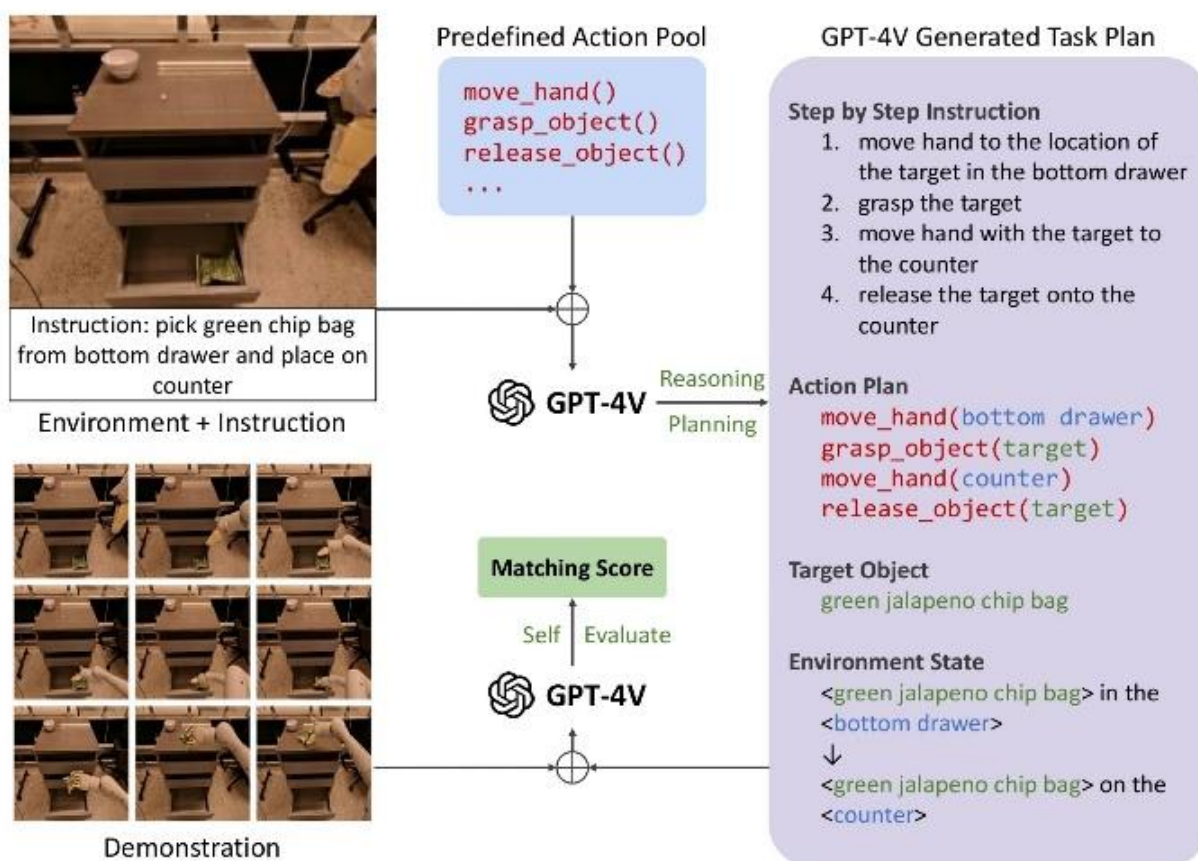 Predefined Action Pool
move_hand()
grasp_object()
release_object()
...
Instruction: pick green chip bag
from bottom drawer and place on
counter
Environment + Instruction
GPT-4V
Reasoning
Planning
GPT-4V Generated Task Plan
Step by Step Instruction
1. move hand to the location of
the target in the bottom drawer
2. grasp the target
3. move hand with the target to
the counter
4. release the target onto the
counter
Action Plan
move_hand(bottom drawer)
grasp_object(target)
move_hand(counter)
release_object(target)
Target Object
green jalapeno chip bag
Environment State
<green jalapeno chip bag> in the
<bottom drawer>
↓
<green jalapeno chip bag> on the
<counter>
Matching Score
Self Evaluate
GPT-4V
Demonstration